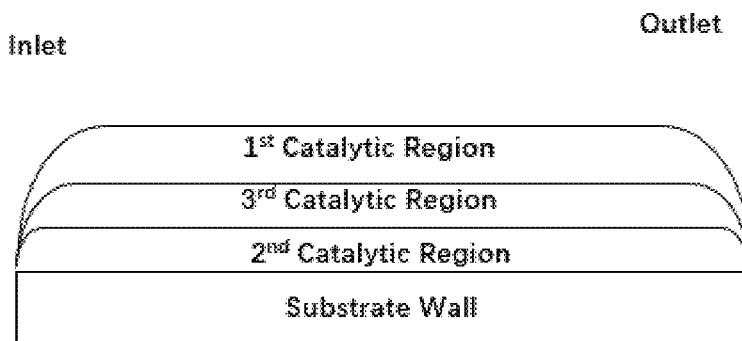 Inlet
Outlet
1st Catalytic Region
3rd Catalytic Region
2nd Catalytic Region
Substrate Wall